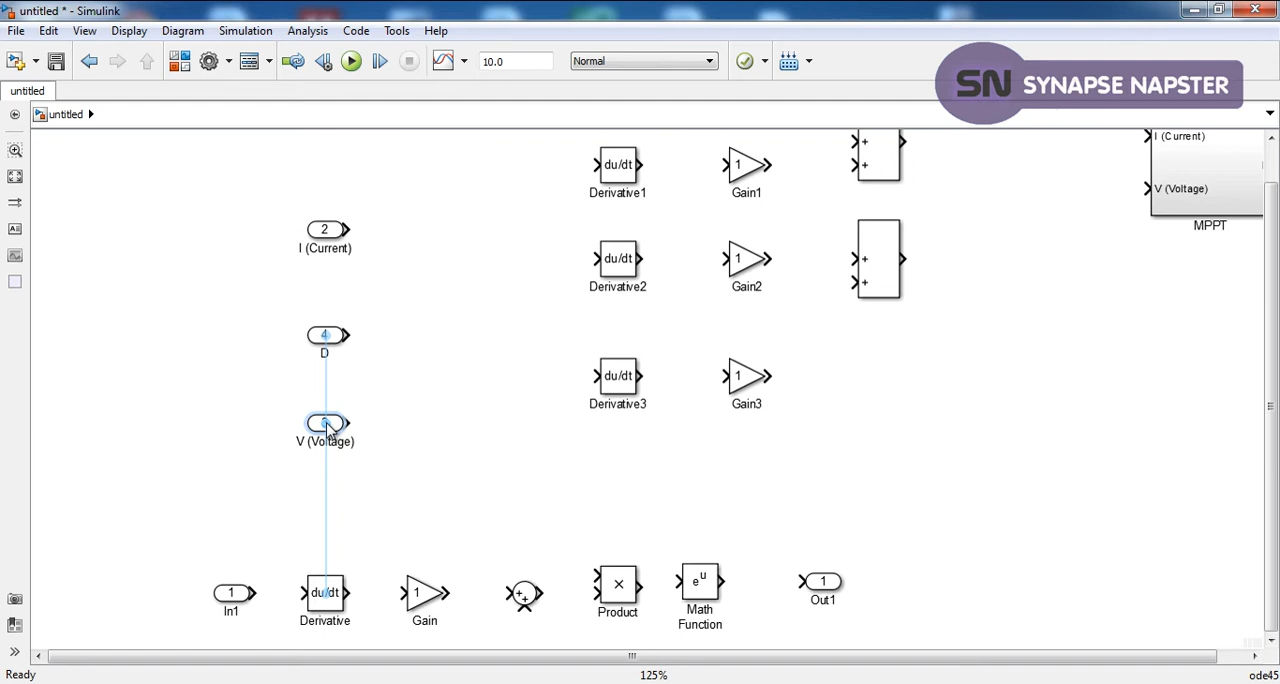 untitled * - Simulink
File Edit View Display Diagram Simulation Analysis Code Tools Help
10.0 Normal
SN SYNAPSE NAPSTER
untitled
untitled
I (Current)
V (Voltage)
MPPT
du/dt
Derivative1
1
Gain1
+
+
2
I (Current)
du/dt
Derivative2
1
Gain2
+
+
4
D
du/dt
Derivative3
1
Gain3
V (Voltage)
1
In1
du/dt
Derivative
1
Gain
+
+
×
Product
eu
Math
Function
1
Out1
Ready 125% ode45